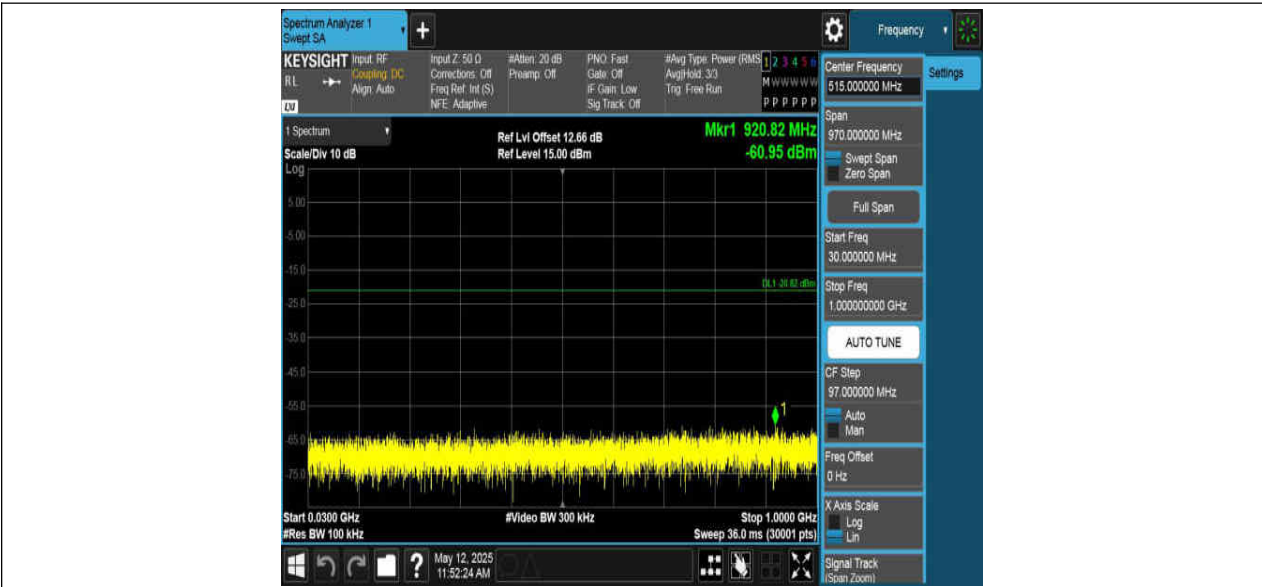 Spectrum Analyzer 1
Swept SA
+
Frequency
KEYSIGHT
RL
LXI
Input: RF
Coupling: DC
Align: Auto
Input Z: 50 Ω
Corrections: Off
Freq Ref: Int (S)
NFE: Adaptive
#Atten: 20 dB
Preamp: Off
PNO: Fast
Gate: Off
IF Gain: Low
Sig Track: Off
#Avg Type: Power (RMS
Avg|Hold: 3/3
Trig: Free Run
1 2 3 4 5 6
M W W W W W
P P P P P P
1 Spectrum
Scale/Div 10 dB
Log
Ref Lvl Offset 12.66 dB
Ref Level 15.00 dBm
Mkr1 920.82 MHz
-60.95 dBm
5.00
-5.00
-15.0
-25.0
-35.0
-45.0
-55.0
-65.0
-75.0
DL1 -20.82 dBm
1
Start 0.0300 GHz
#Res BW 100 kHz
#Video BW 300 kHz
Stop 1.0000 GHz
Sweep 36.0 ms (30001 pts)
?
May 12, 2025
11:52:24 AM
Center Frequency
515.000000 MHz
Settings
Span
970.000000 MHz
Swept Span
Zero Span
Full Span
Start Freq
30.000000 MHz
Stop Freq
1.000000000 GHz
AUTO TUNE
CF Step
97.000000 MHz
Auto
Man
Freq Offset
0 Hz
X Axis Scale
Log
Lin
Signal Track
(Span Zoom)